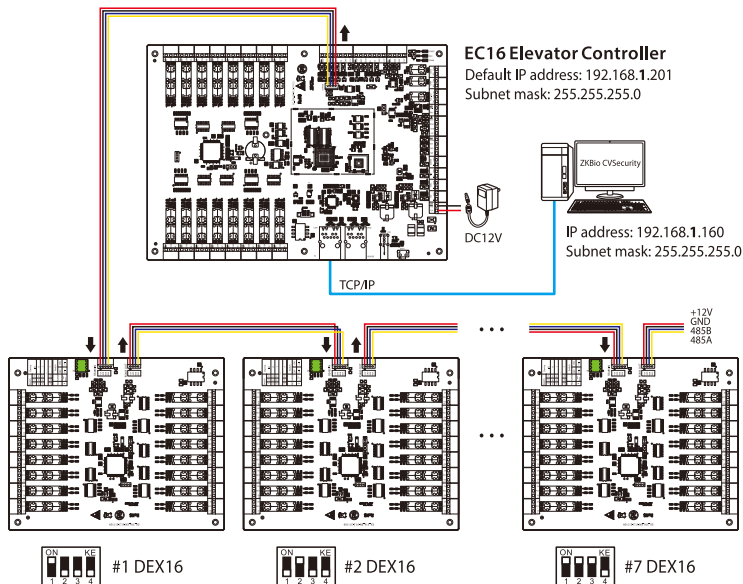 EC16 Elevator Controller
Default IP address: 192.168.1.201
Subnet mask: 255.255.255.0
ZKBio CVSecurity
DC12V
IP address: 192.168.1.160
Subnet mask: 255.255.255.0
TCP/IP
+12V
GND
485B
485A
ON KE
1 2 3 4
#1 DEX16
ON KE
1 2 3 4
#2 DEX16
ON KE
1 2 3 4
#7 DEX16